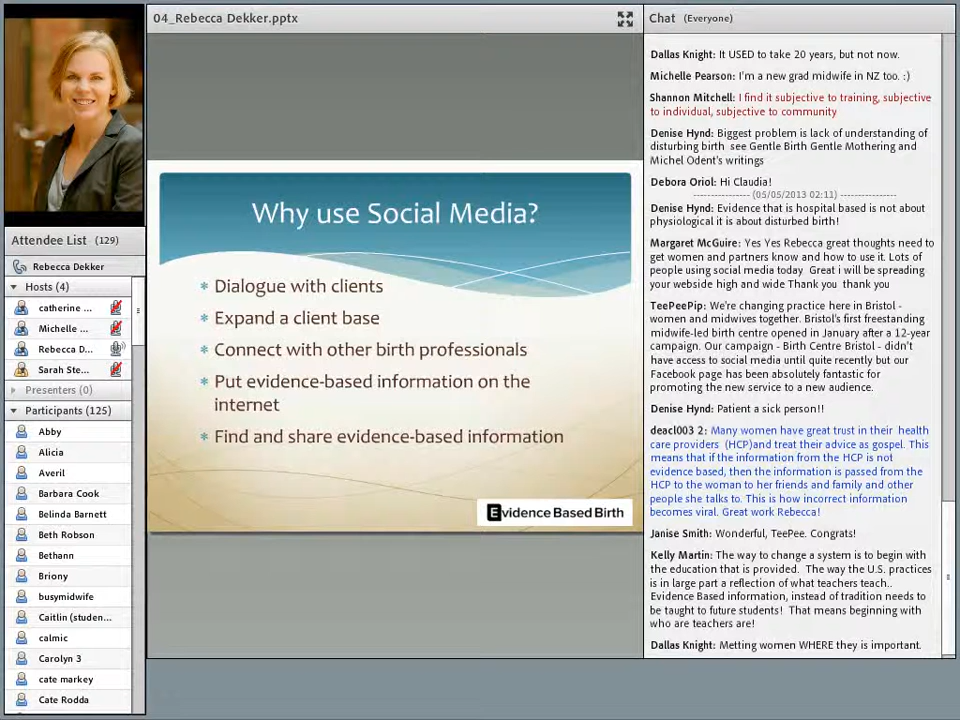 04_Rebecca Dekker.pptx
Attendee List (129)
Rebecca Dekker
Hosts (4)
catherine ...
Michelle ...
Rebecca D...
Sarah Ste...
Presenters (0)
Participants (125)
Abby
Alicia
Averil
Barbara Cook
Belinda Barnett
Beth Robson
Bethann
Briony
busymidwife
Caitlin (studen...
calmic
Carolyn 3
cate markey
Cate Rodda
Why use Social Media?
* Dialogue with clients
* Expand a client base
* Connect with other birth professionals
* Put evidence-based information on the
internet
* Find and share evidence-based information
Evidence Based Birth
Chat (Everyone)
Dallas Knight: It USED to take 20 years, but not now.
Michelle Pearson: I'm a new grad midwife in NZ too. :)
Shannon Mitchell: I find it subjective to training, subjective
to individual, subjective to community
Denise Hynd: Biggest problem is lack of understanding of
disturbing birth see Gentle Birth Gentle Mothering and
Michel Odent's writings
Debora Oriol: Hi Claudia!
---------------- (05/05/2013 02:11) ----------------
Denise Hynd: Evidence that is hospital based is not about
physiological it is about disturbed birth!
Margaret McGuire: Yes Yes Rebecca great thoughts need to
get women and partners know and how to use it. Lots of
people using social media today Great i will be spreading
your webside high and wide Thank you thank you
TeePeePip: We're changing practice here in Bristol -
women and midwives together. Bristol's first freestanding
midwife-led birth centre opened in January after a 12-year
campaign. Our campaign - Birth Centre Bristol - didn't
have access to social media until quite recently but our
Facebook page has been absolutely fantastic for
promoting the new service to a new audience.
Denise Hynd: Patient a sick person!!
deacl003 2: Many women have great trust in their health
care providers (HCP)and treat their advice as gospel. This
means that if the information from the HCP is not
evidence based, then the information is passed from the
HCP to the woman to her friends and family and other
people she talks to. This is how incorrect information
becomes viral. Great work Rebecca!
Janise Smith: Wonderful, TeePee. Congrats!
Kelly Martin: The way to change a system is to begin with
the education that is provided. The way the U.S. practices
is in large part a reflection of what teachers teach..
Evidence Based information, instead of tradition needs to
be taught to future students! That means beginning with
who are teachers are!
Dallas Knight: Metting women WHERE they is important.